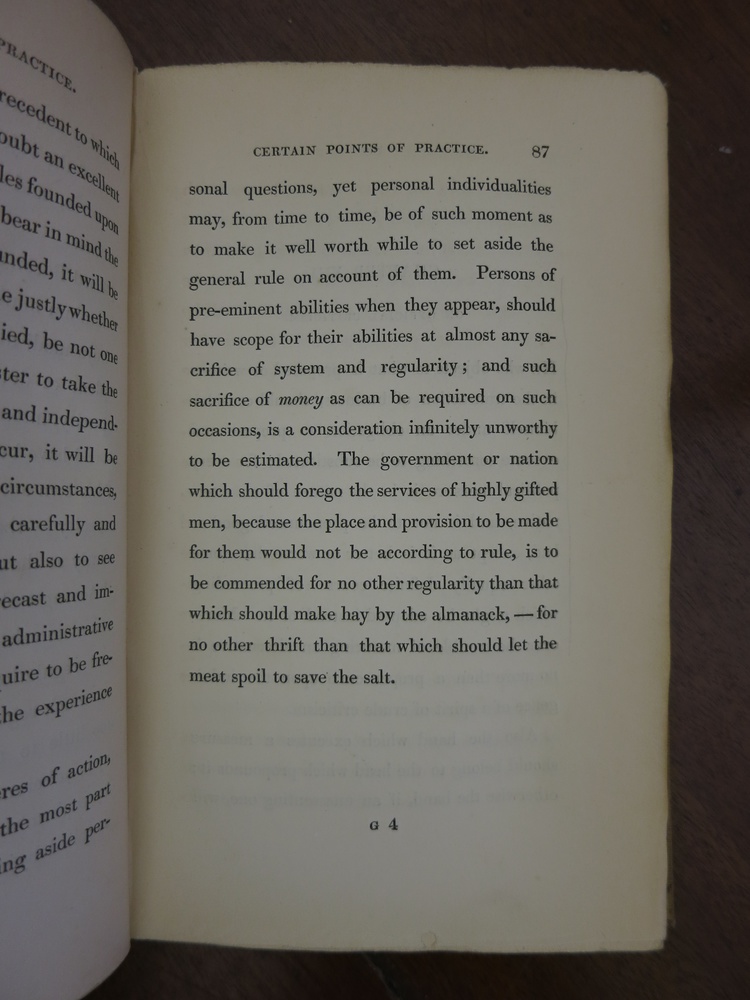 PRACTICE.
recedent to which
oubt an excellent
les founded upon
bear in mind the
nded, it will be
e justly whether
ied, be not one
ster to take the
and independ-
cur, it will be
circumstances,
carefully and
ut also to see
ecast and im-
administrative
uire to be fre-
he experience
res of action,
the most part
ing aside per-
CERTAIN POINTS OF PRACTICE. 87
sonal questions, yet personal individualities
may, from time to time, be of such moment as
to make it well worth while to set aside the
general rule on account of them. Persons of
pre-eminent abilities when they appear, should
have scope for their abilities at almost any sa-
crifice of system and regularity; and such
sacrifice of money as can be required on such
occasions, is a consideration infinitely unworthy
to be estimated. The government or nation
which should forego the services of highly gifted
men, because the place and provision to be made
for them would not be according to rule, is to
be commended for no other regularity than that
which should make hay by the almanack, — for
no other thrift than that which should let the
meat spoil to save the salt.
G 4